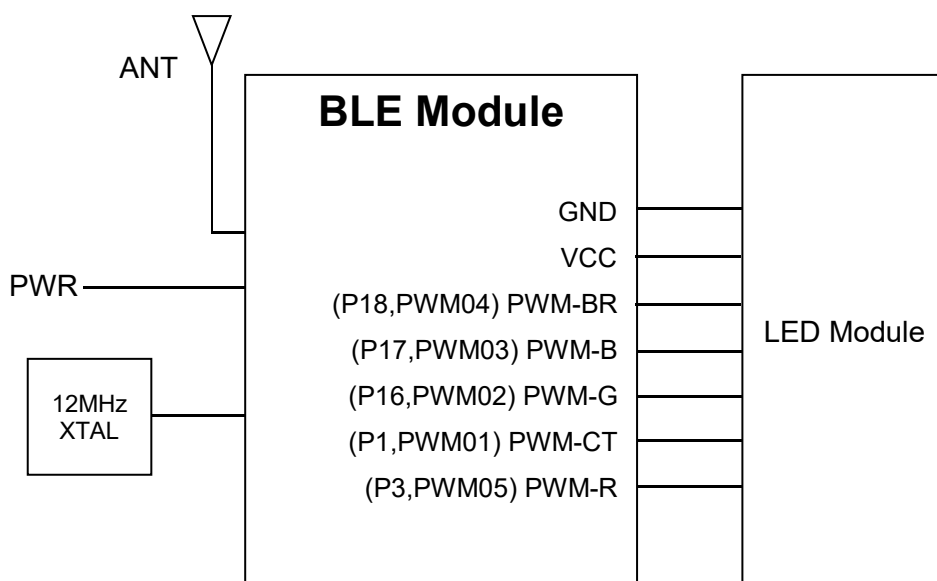 ANT
BLE Module
GND
VCC
PWR
(P18,PWM04) PWM-BR
(P17,PWM03) PWM-B
LED Module
12MHz
XTAL
(P16,PWM02) PWM-G
(P1,PWM01) PWM-CT
(P3,PWM05) PWM-R